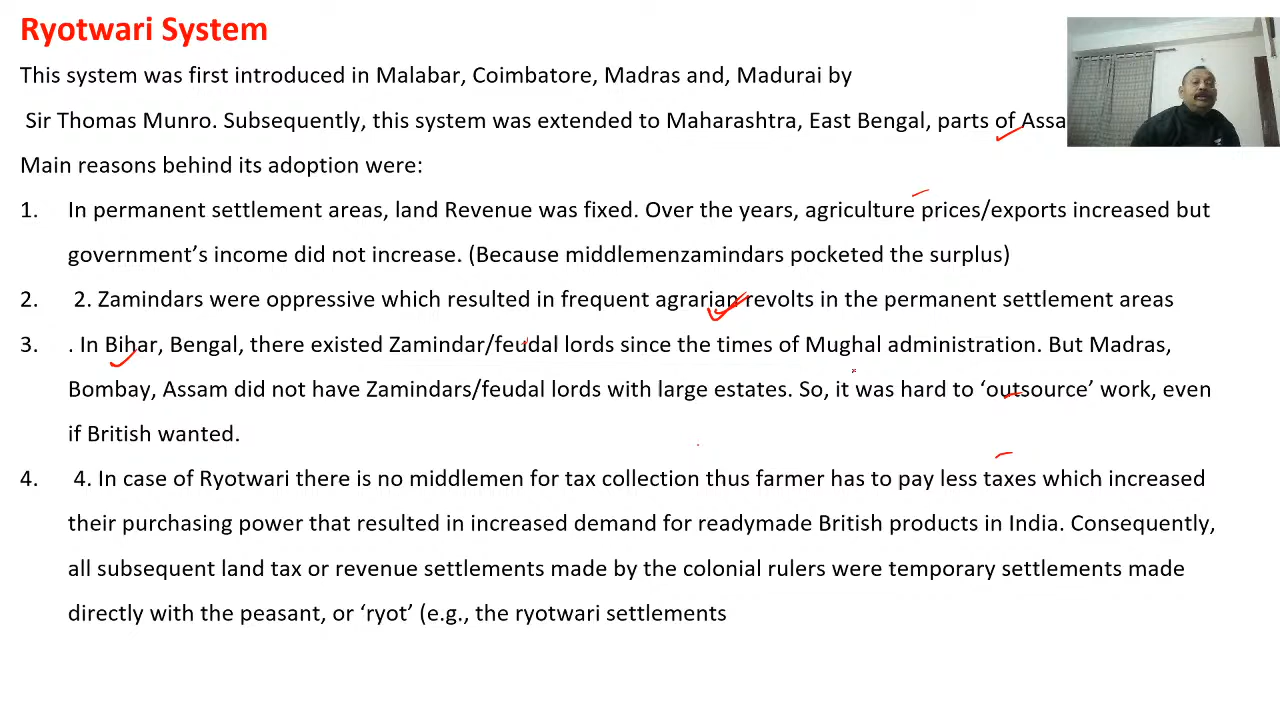 Ryotwari System
This system was first introduced in Malabar, Coimbatore, Madras and, Madurai by
Sir Thomas Munro. Subsequently, this system was extended to Maharashtra, East Bengal, parts of Assa
Main reasons behind its adoption were:
1. In permanent settlement areas, land Revenue was fixed. Over the years, agriculture prices/exports increased but
government’s income did not increase. (Because middlemenzamindars pocketed the surplus)
2. 2. Zamindars were oppressive which resulted in frequent agrarian revolts in the permanent settlement areas
3. . In Bihar, Bengal, there existed Zamindar/feudal lords since the times of Mughal administration. But Madras,
Bombay, Assam did not have Zamindars/feudal lords with large estates. So, it was hard to ‘outsource’ work, even
if British wanted.
4. 4. In case of Ryotwari there is no middlemen for tax collection thus farmer has to pay less taxes which increased
their purchasing power that resulted in increased demand for readymade British products in India. Consequently,
all subsequent land tax or revenue settlements made by the colonial rulers were temporary settlements made
directly with the peasant, or ‘ryot’ (e.g., the ryotwari settlements